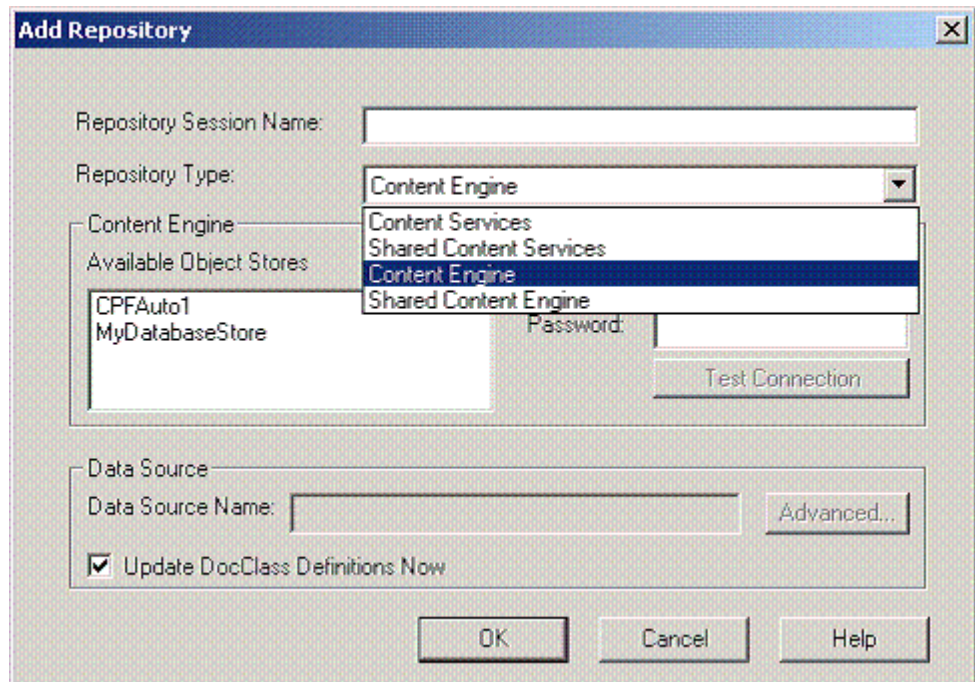 Add Repository
Repository Session Name:
Repository Type:
Content Engine
Content Services
Shared Content Services
Content Engine
Shared Content Engine
Content Engine
Available Object Stores
CPFAuto1
MyDatabaseStore
Password:
Test Connection
Data Source
Data Source Name:
Advanced...
Update DocClass Definitions Now
OK
Cancel
Help